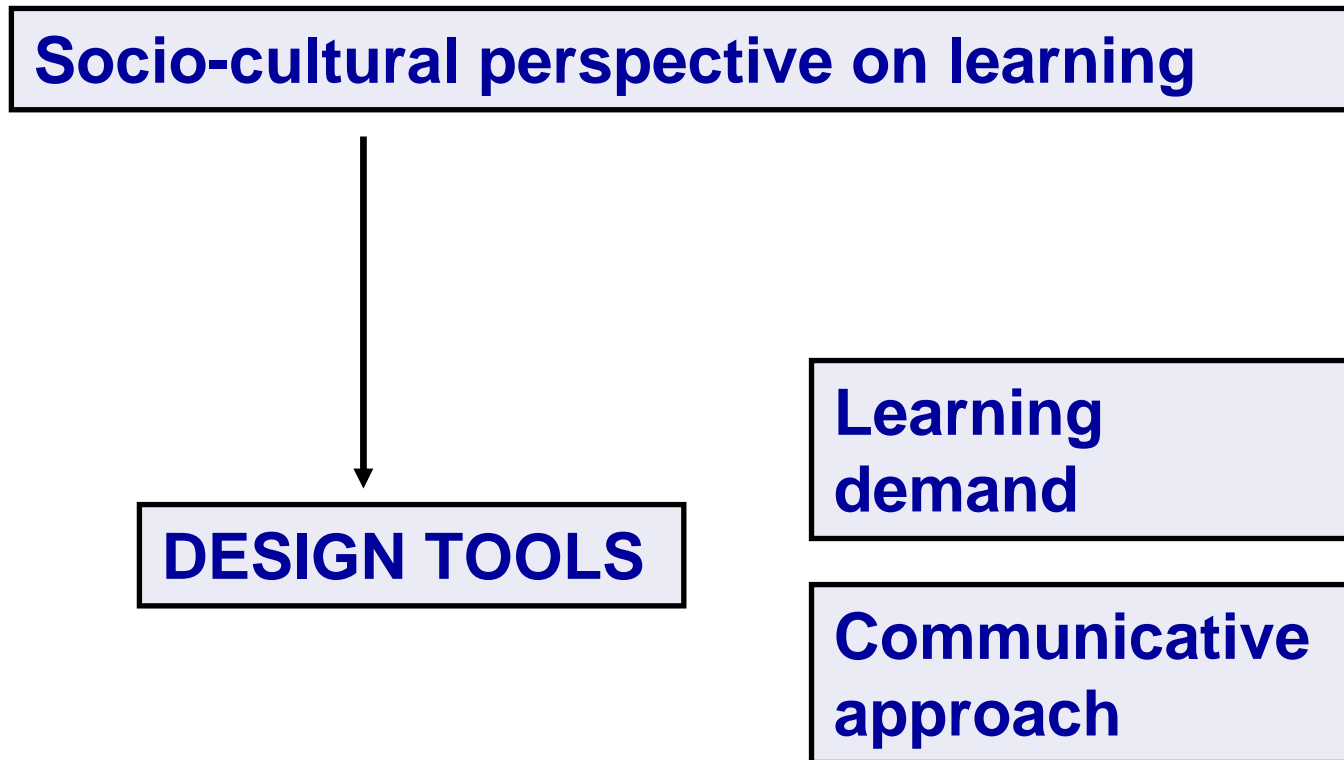 Socio-cultural perspective on learning
Learning
demand
DESIGN TOOLS
Communicative
approach